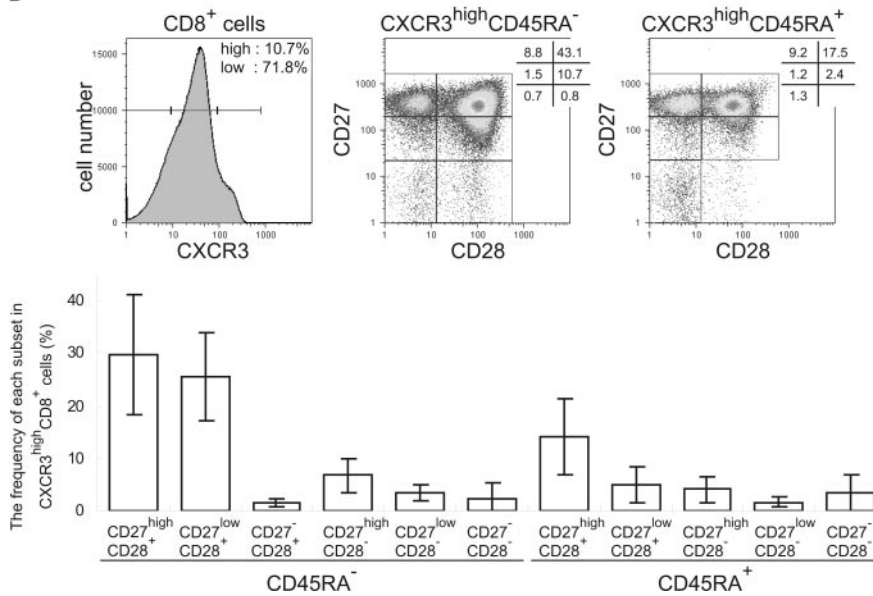 CD8+ cells
high : 10.7%
low : 71.8%
15000
10000
5000
0
cell number
1 10 100 1000
CXCR3
CXCR3highCD45RA-
8.8 43.1
1.5 10.7
0.7 0.8
1000
100
10
1
CD27
1 10 100 1000
CD28
CXCR3highCD45RA+
9.2 17.5
1.2 2.4
1.3
1000
100
10
1
CD27
1 10 100 1000
CD28
The frequency of each subset in
CXCR3highCD8+ cells (%)
40
30
20
10
0
CD27high CD27low CD27- CD27high CD27low CD27- CD27high CD27low CD27high CD27low CD27-
CD28+ CD28+ CD28+ CD28- CD28- CD28- CD28+ CD28+ CD28- CD28- CD28-
CD45RA- CD45RA+